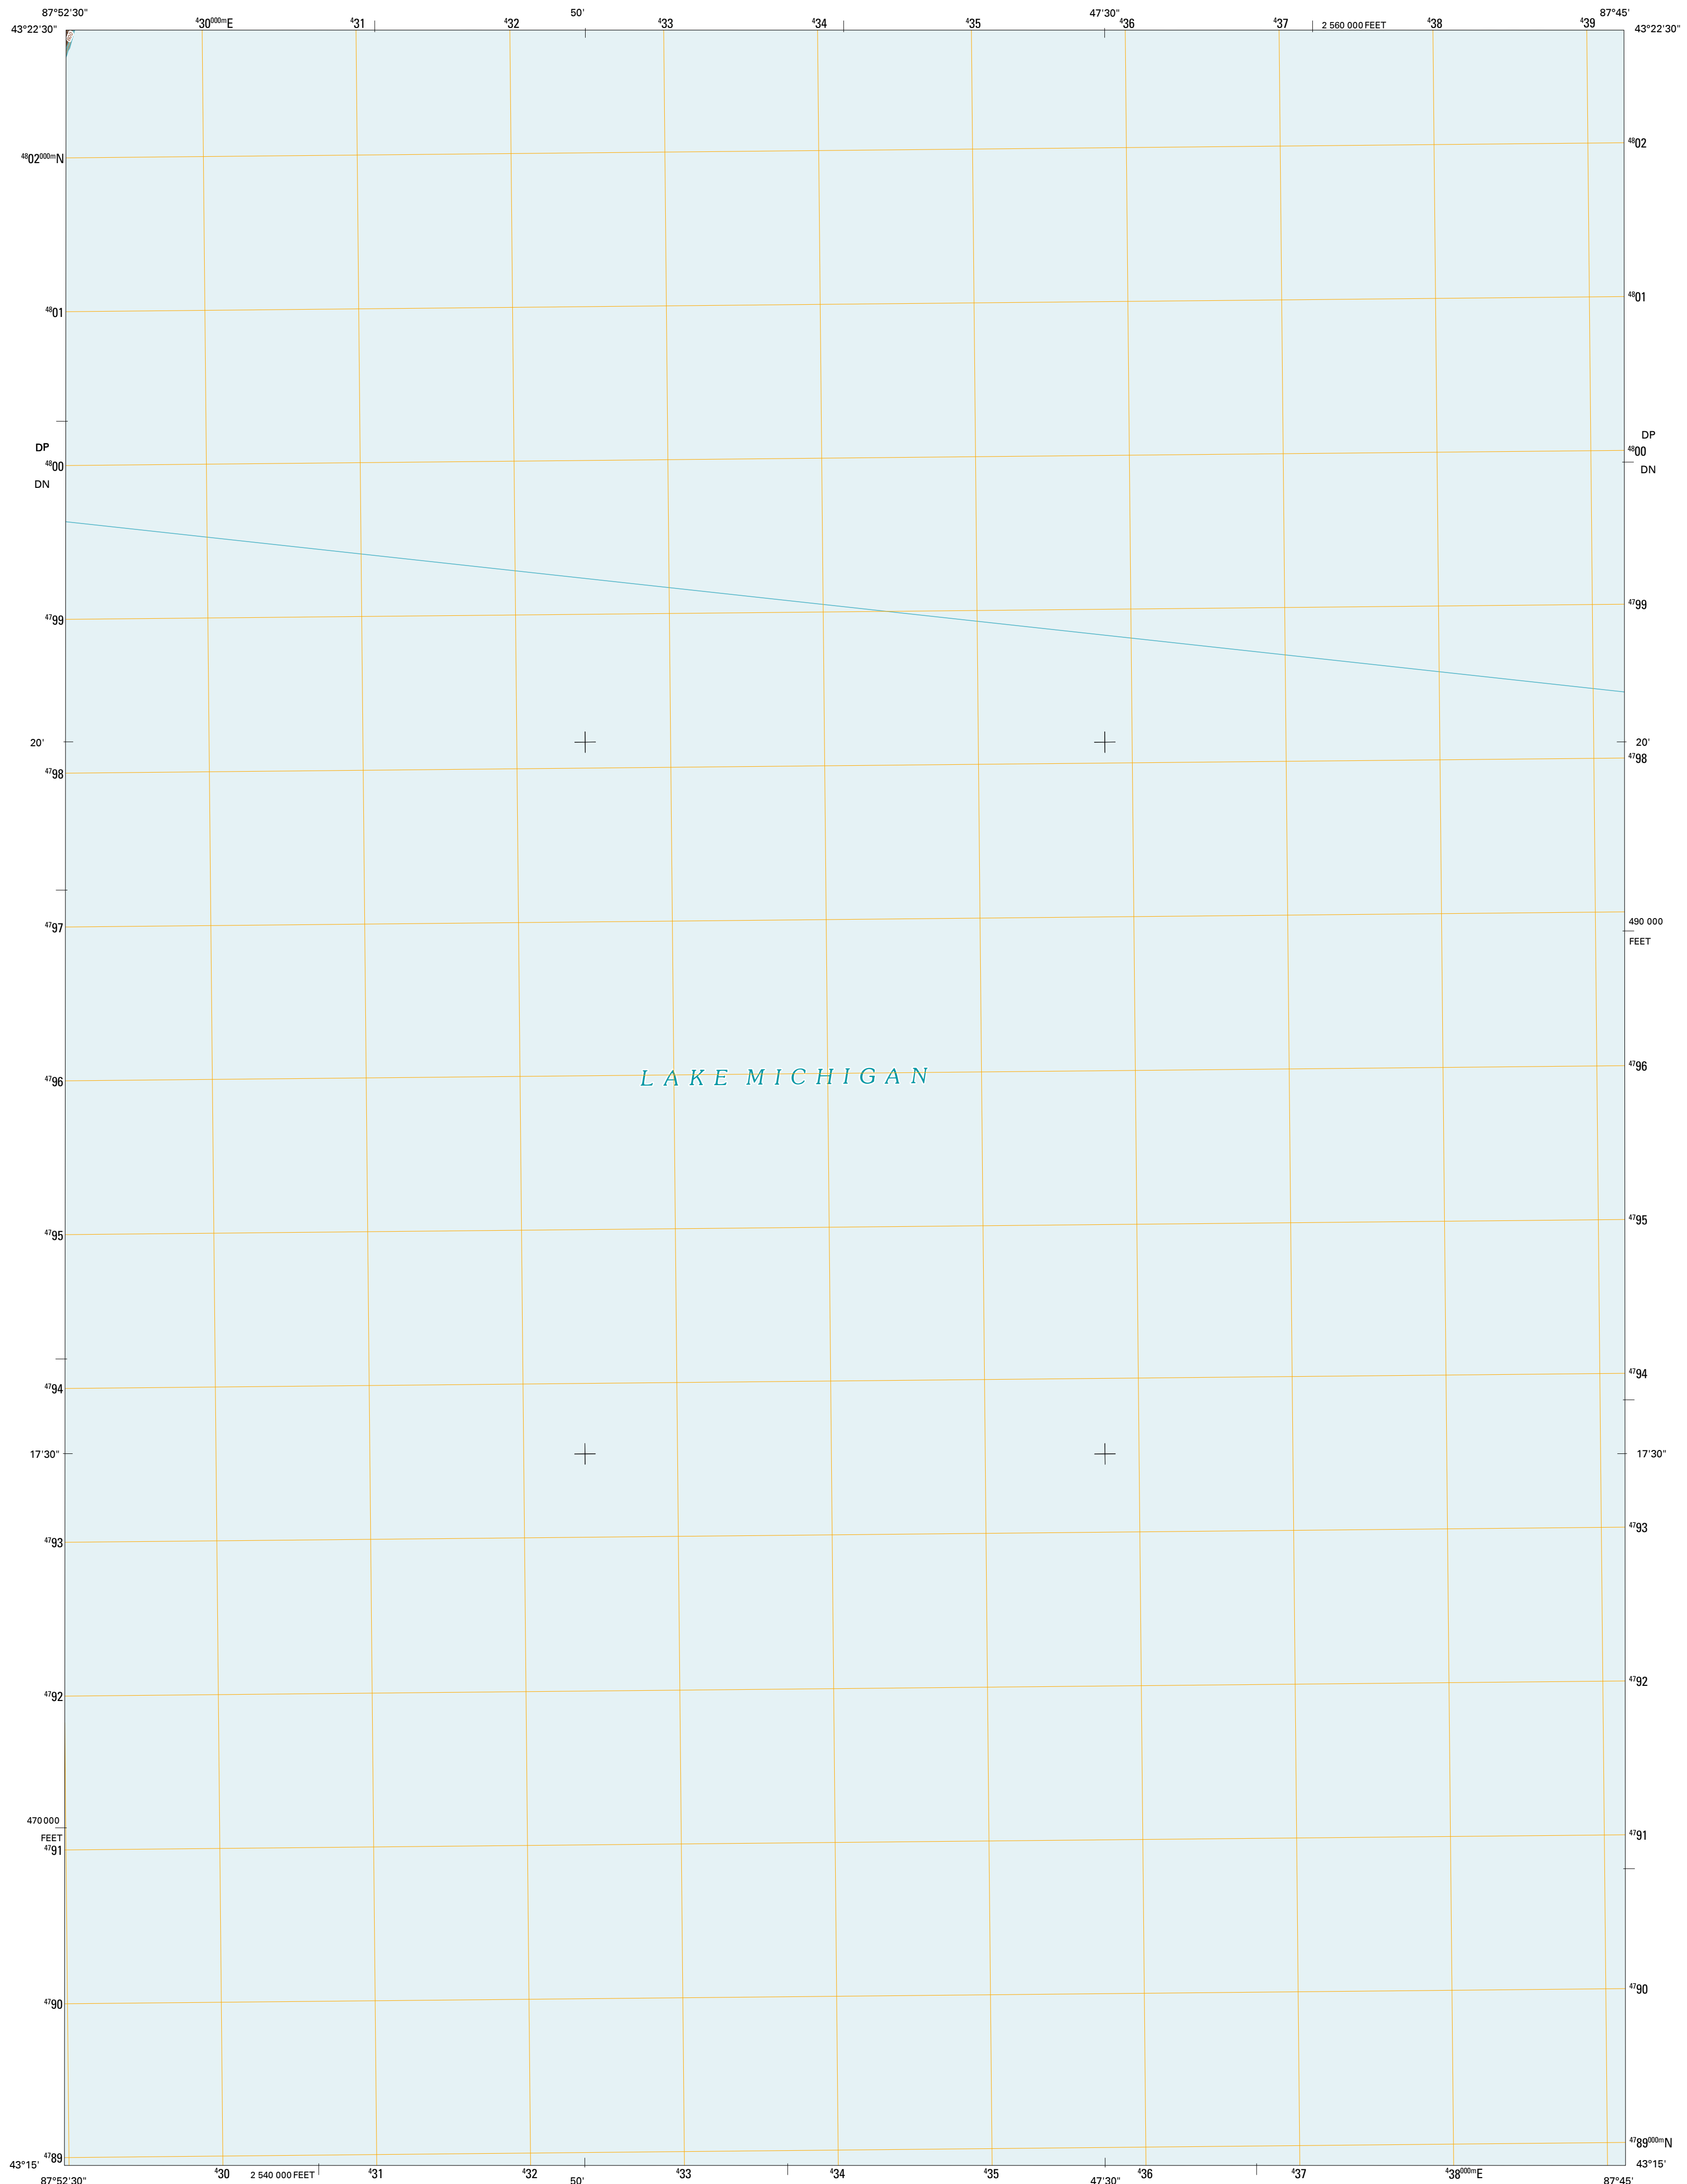 87°52'30" 50' 47'30" 87°45'
43°22'30" 430000mE 431 432 433 434 435 436 437 2 560 000 FEET 438 439 43°22'30"
4802000mN 4802
4801 4801
DP DP
4800 4800
DN DN
4799 4799
20' 20'
4798 4798
4797 490 000
FEET
LAKE MICHIGAN
4796 4796
4795 4795
4794 4794
17'30" 17'30"
4793 4793
4792 4792
470 000
FEET
4791 4791
4790 4790
4789 4789000mN
43°15' 43°15'
430 2 540 000 FEET 431 432 433 434 435 436 437 438000mE
87°52'30" 50' 47'30" 87°45'